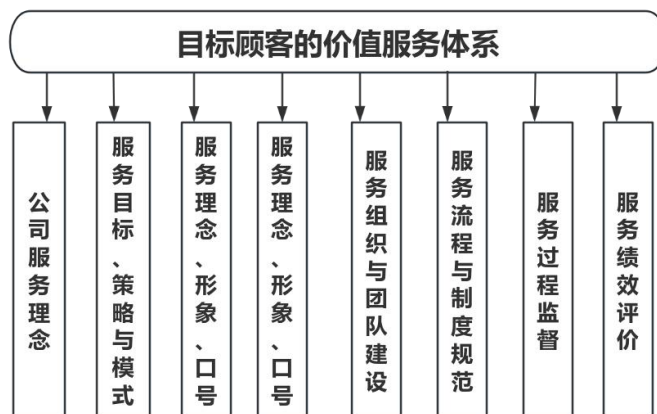 目标顾客的价值服务体系
公司服务理念
服务目标、策略与模式
服务理念、形象、口号
服务理念、形象、口号
服务组织与团队建设
服务流程与制度规范
服务过程监督
服务绩效评价